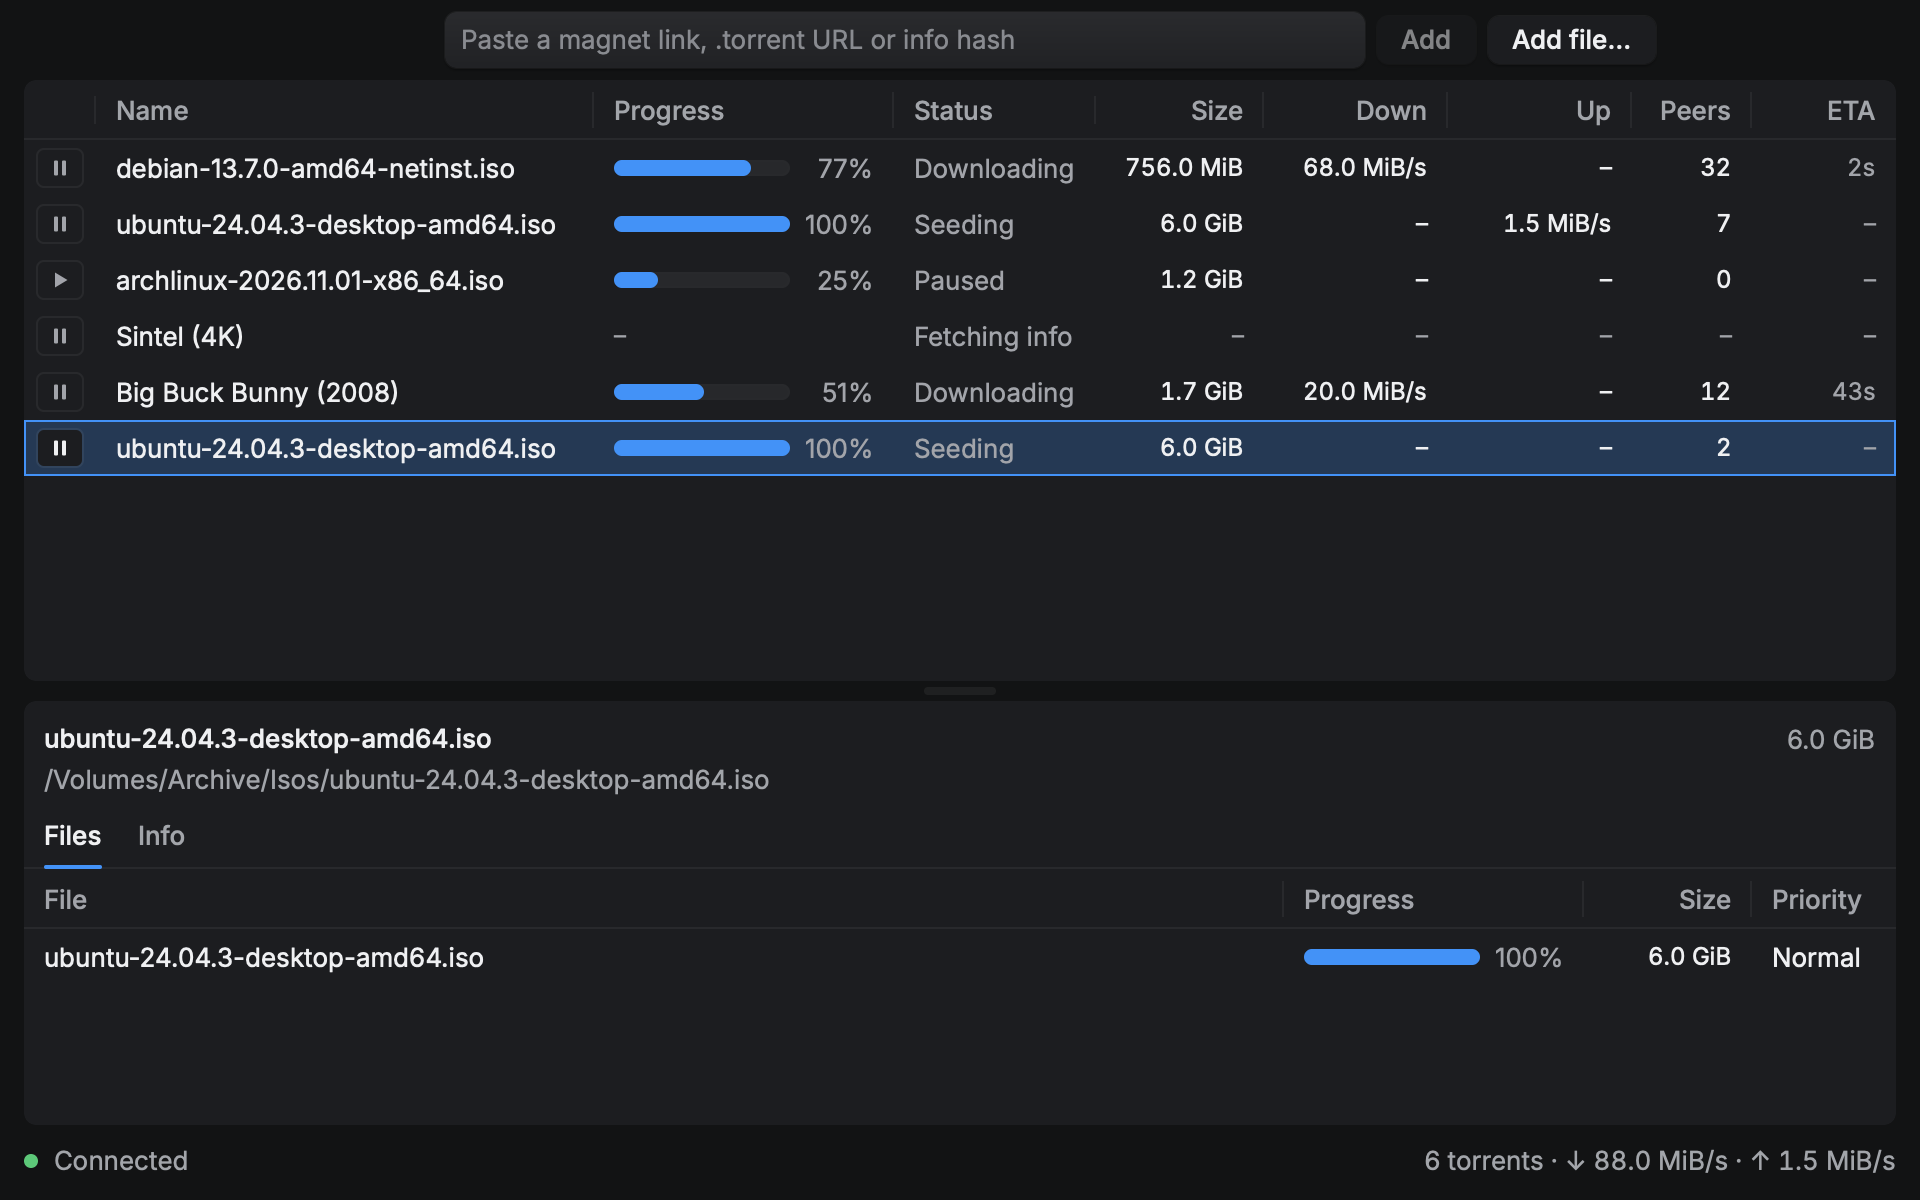 Paste a magnet link, .torrent URL or info hash Add Add file...
Name Progress Status Size Down Up Peers ETA
debian-13.7.0-amd64-netinst.iso 77% Downloading 756.0 MiB 68.0 MiB/s – 32 2s
ubuntu-24.04.3-desktop-amd64.iso 100% Seeding 6.0 GiB – 1.5 MiB/s 7 –
archlinux-2026.11.01-x86_64.iso 25% Paused 1.2 GiB – – 0 –
Sintel (4K) – Fetching info – – – – –
Big Buck Bunny (2008) 51% Downloading 1.7 GiB 20.0 MiB/s – 12 43s
ubuntu-24.04.3-desktop-amd64.iso 100% Seeding 6.0 GiB – – 2 –
ubuntu-24.04.3-desktop-amd64.iso 6.0 GiB
/Volumes/Archive/Isos/ubuntu-24.04.3-desktop-amd64.iso
Files Info
File Progress Size Priority
ubuntu-24.04.3-desktop-amd64.iso 100% 6.0 GiB Normal
Connected 6 torrents · ↓ 88.0 MiB/s · ↑ 1.5 MiB/s